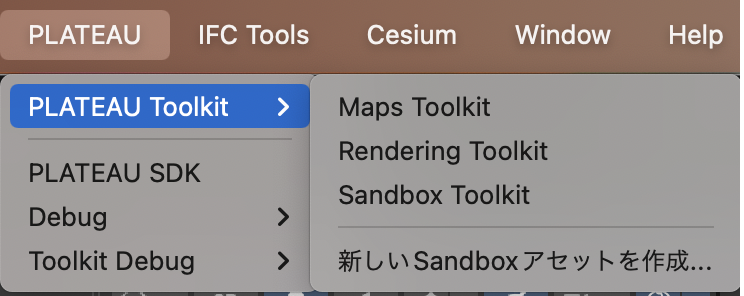 PLATEAU IFC Tools Cesium Window Help
PLATEAU Toolkit
PLATEAU SDK
Debug
Toolkit Debug
Maps Toolkit
Rendering Toolkit
Sandbox Toolkit
新しいSandboxアセットを作成...